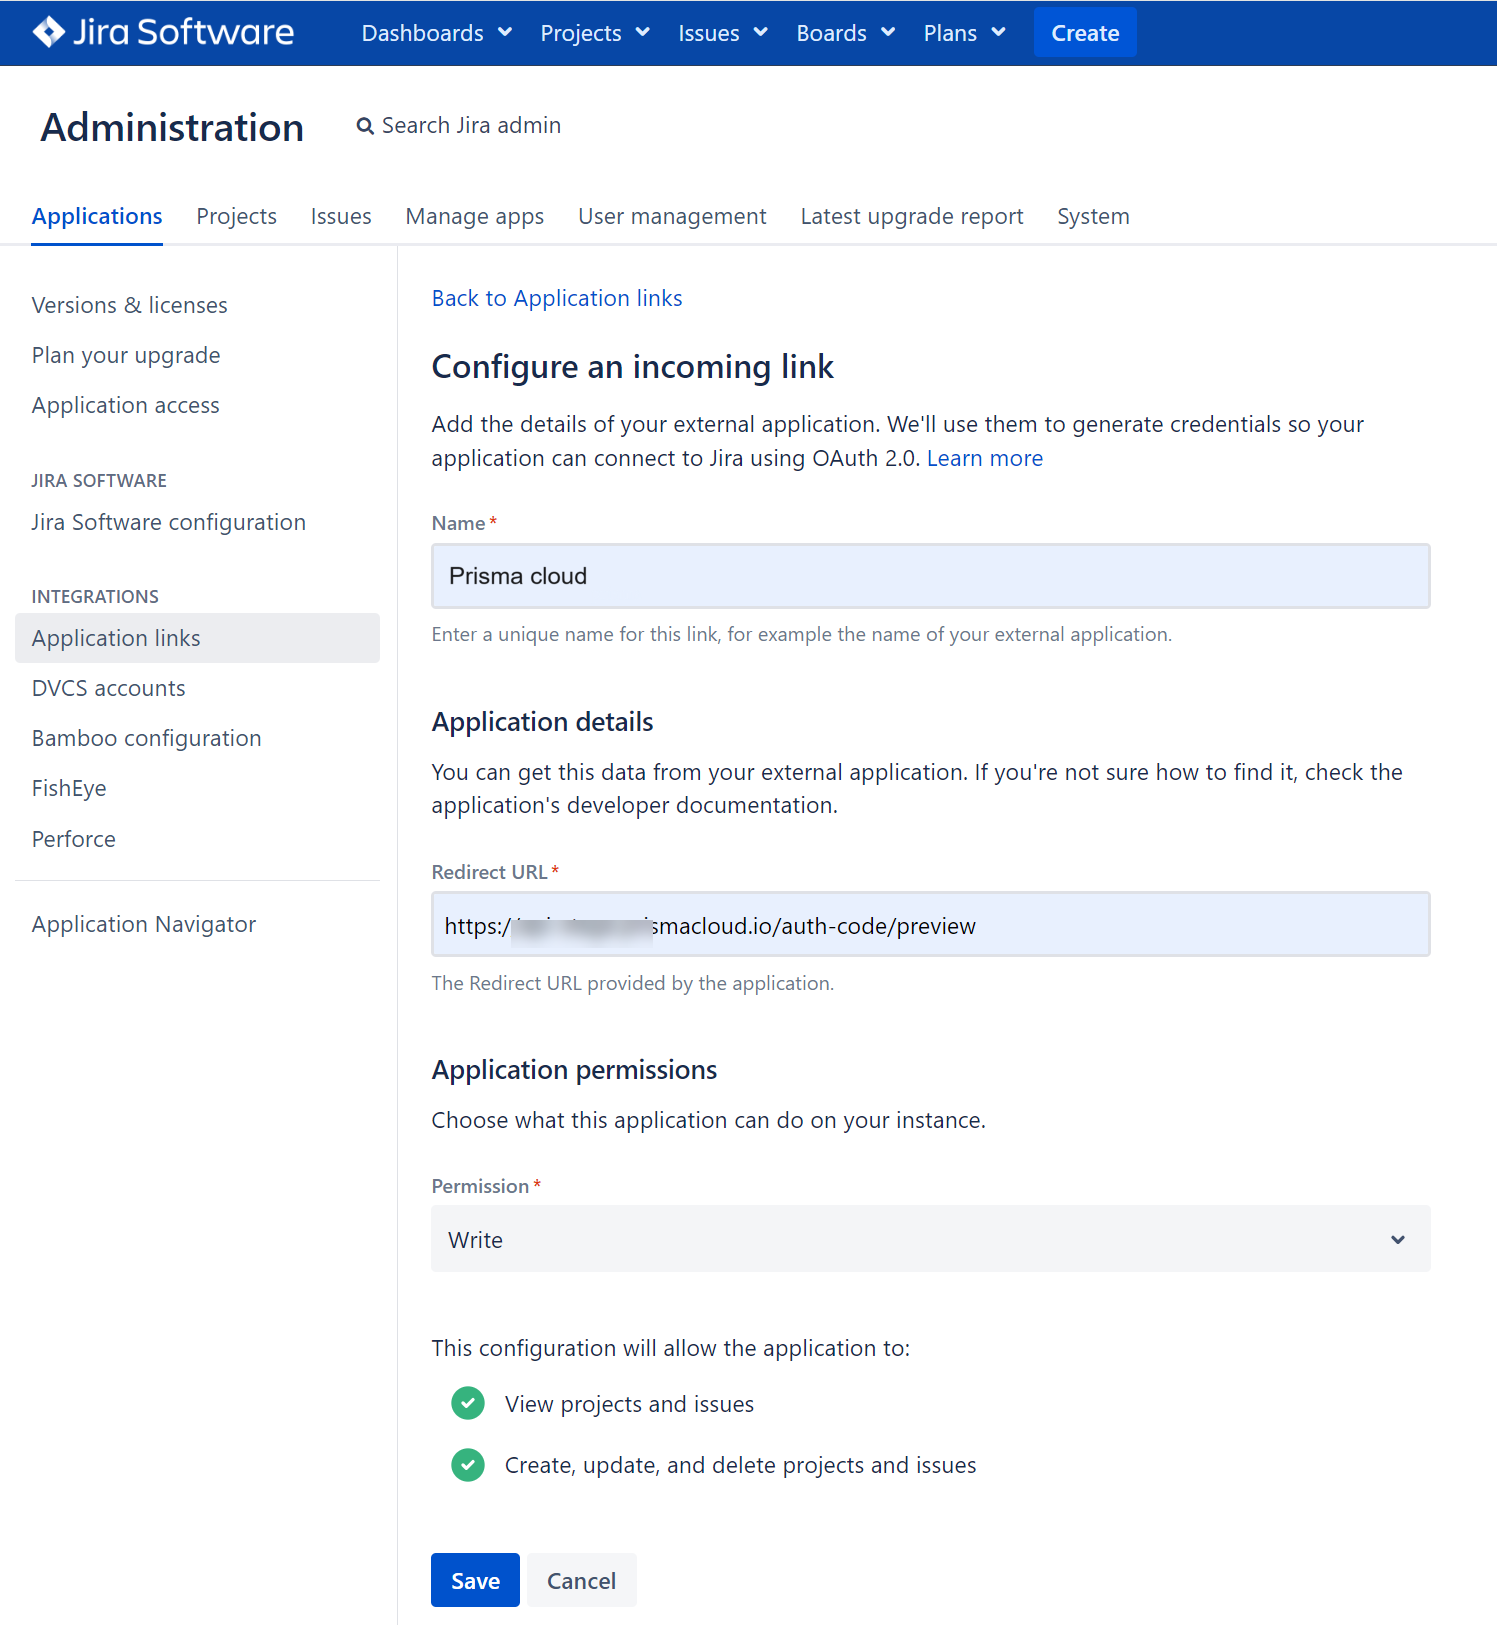 Jira Software Dashboards Projects Issues Boards Plans Create
Administration Search Jira admin
Applications Projects Issues Manage apps User management Latest upgrade report System
Versions & licenses
Plan your upgrade
Application access
JIRA SOFTWARE
Jira Software configuration
INTEGRATIONS
Application links
DVCS accounts
Bamboo configuration
FishEye
Perforce
Application Navigator
Back to Application links
Configure an incoming link
Add the details of your external application. We'll use them to generate credentials so your
application can connect to Jira using OAuth 2.0. Learn more
Name*
Prisma cloud
Enter a unique name for this link, for example the name of your external application.
Application details
You can get this data from your external application. If you're not sure how to find it, check the
application's developer documentation.
Redirect URL*
https:/ smacloud.io/auth-code/preview
The Redirect URL provided by the application.
Application permissions
Choose what this application can do on your instance.
Permission*
Write
This configuration will allow the application to:
View projects and issues
Create, update, and delete projects and issues
Save Cancel